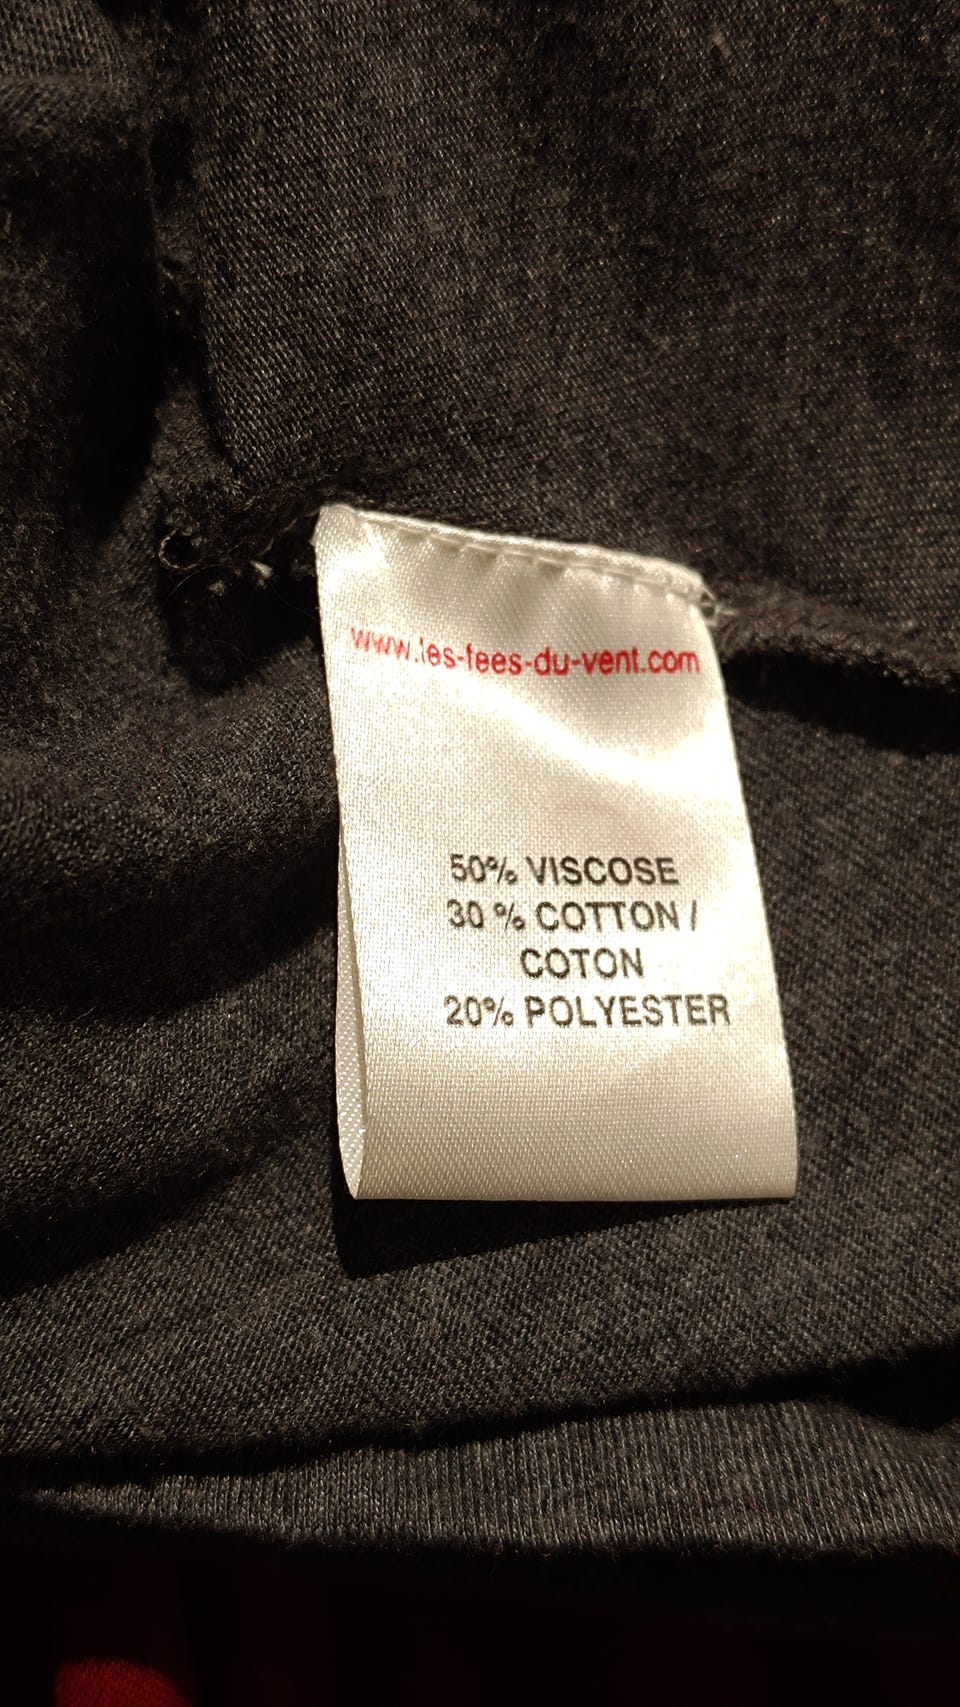 www.les-fees-du-vent.com
50% VISCOSE
30 % COTTON /
COTON
20% POLYESTER